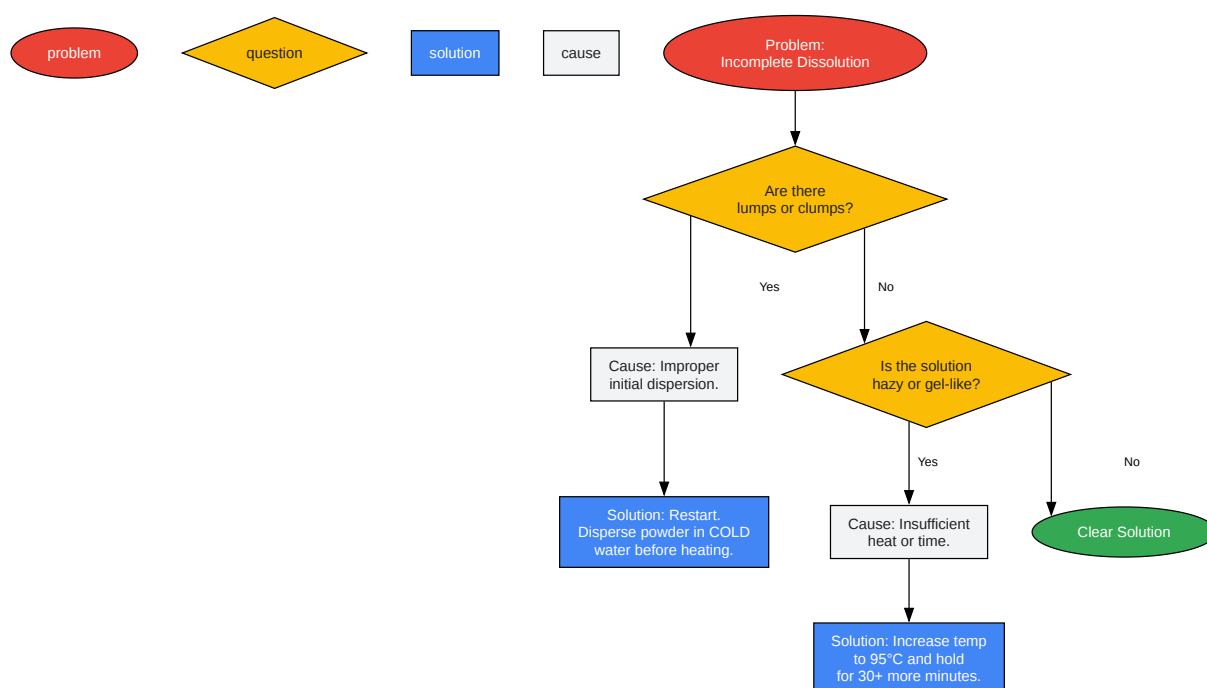 problem
question
solution
cause
Problem:
Incomplete Dissolution
Are there
lumps or clumps?
Yes
No
Cause: Improper
initial dispersion.
Is the solution
hazy or gel-like?
Yes
No
Solution: Restart.
Disperse powder in COLD
water before heating.
Cause: Insufficient
heat or time.
Clear Solution
Solution: Increase temp
to 95°C and hold
for 30+ more minutes.